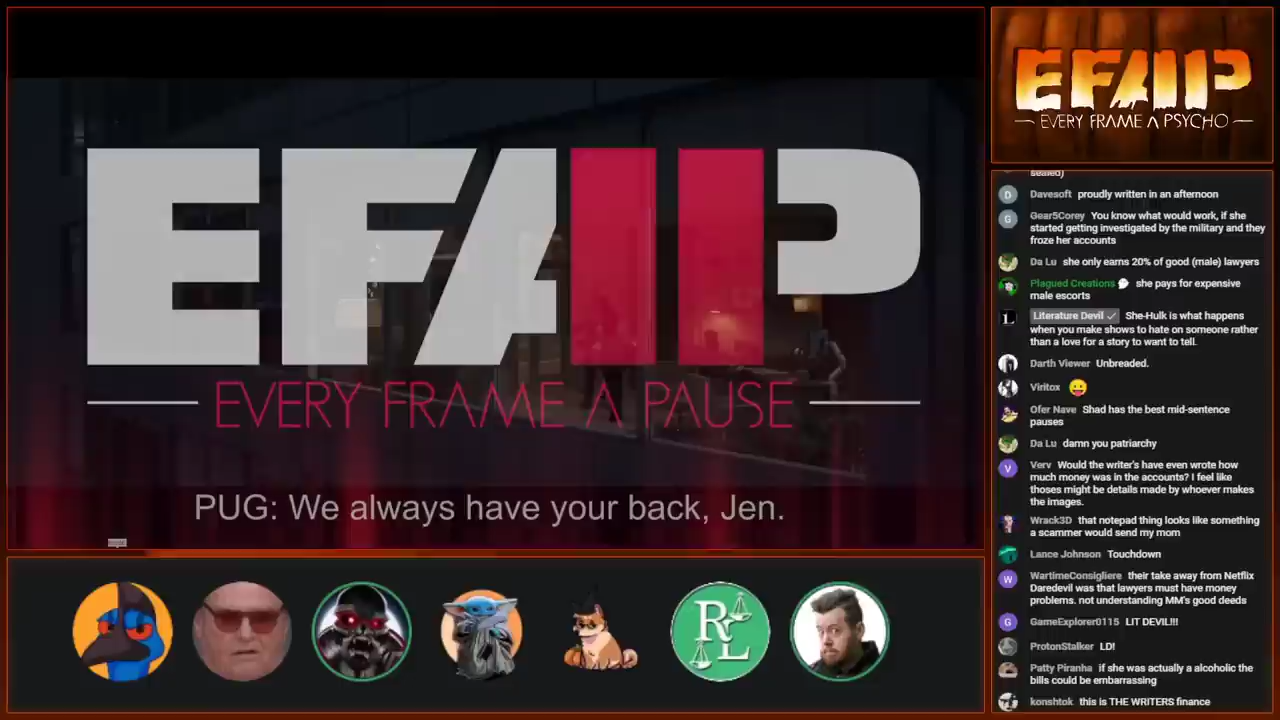 EFAP
EVERY FRAME A PAUSE
PUG: We always have your back, Jen.
EFAP
EVERY FRAME A PSYCHO
sealed)
Davesoft proudly written in an afternoon
Gear5Corey You know what would work, if she
started getting investigated by the military and they
froze her accounts
Da Lu she only earns 20% of good (male) lawyers
Plagued Creations she pays for expensive
male escorts
Literature Devil She-Hulk is what happens
when you make shows to hate on someone rather
than a love for a story to want to tell.
Darth Viewer Unbreaded.
Viritox
Ofer Nave Shad has the best mid-sentence
pauses
Da Lu damn you patriarchy
Verv Would the writer's have even wrote how
much money was in the accounts? I feel like
thoses might be details made by whoever makes
the images.
Wrack3D that notepad thing looks like something
a scammer would send my mom
Lance Johnson Touchdown
WartimeConsigliere their take away from Netflix
Daredevil was that lawyers must have money
problems. not understanding MM's good deeds
GameExplorer0115 LIT DEVIL!!!
ProtonStalker LD!
Patty Piranha if she was actually a alcoholic the
bills could be embarrassing
konshtok this is THE WRITERS finance
D
G
L
V
W
G
RCL